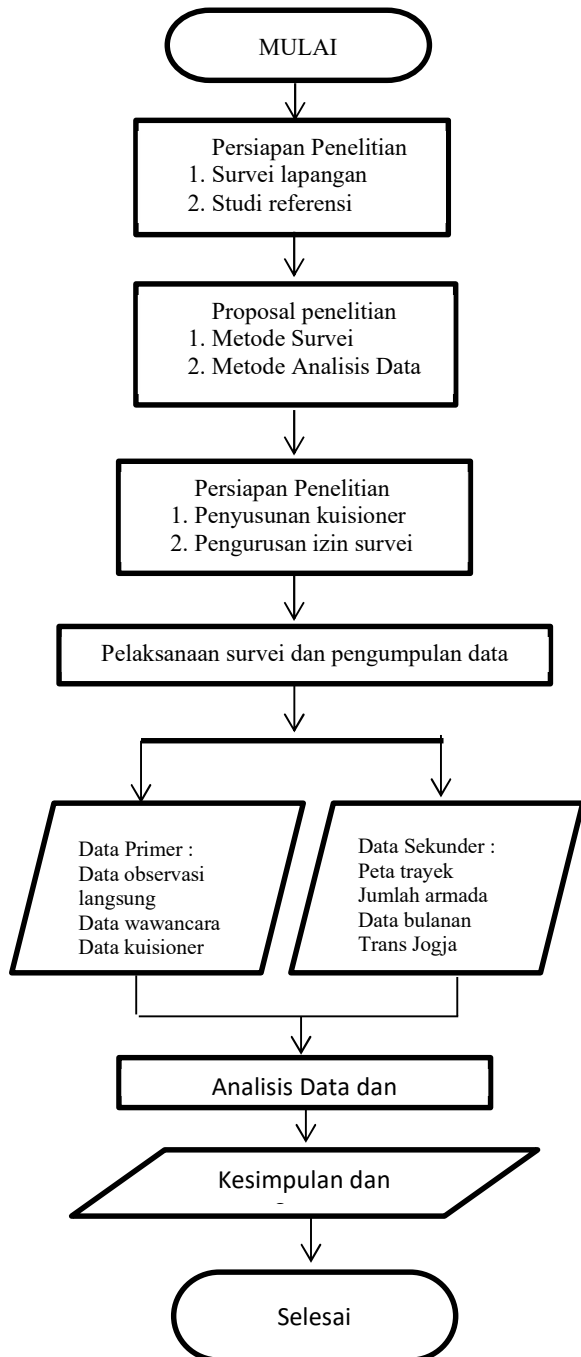 MULAI
Persiapan Penelitian
1. Survei lapangan
2. Studi referensi
Proposal penelitian
1. Metode Survei
2. Metode Analisis Data
Persiapan Penelitian
1. Penyusunan kuisioner
2. Pengurusan izin survei
Pelaksanaan survei dan pengumpulan data
Data Primer :
Data observasi
langsung
Data wawancara
Data kuisioner
Data Sekunder :
Peta trayek
Jumlah armada
Data bulanan
Trans Jogja
Analisis Data dan
Kesimpulan dan
Selesai